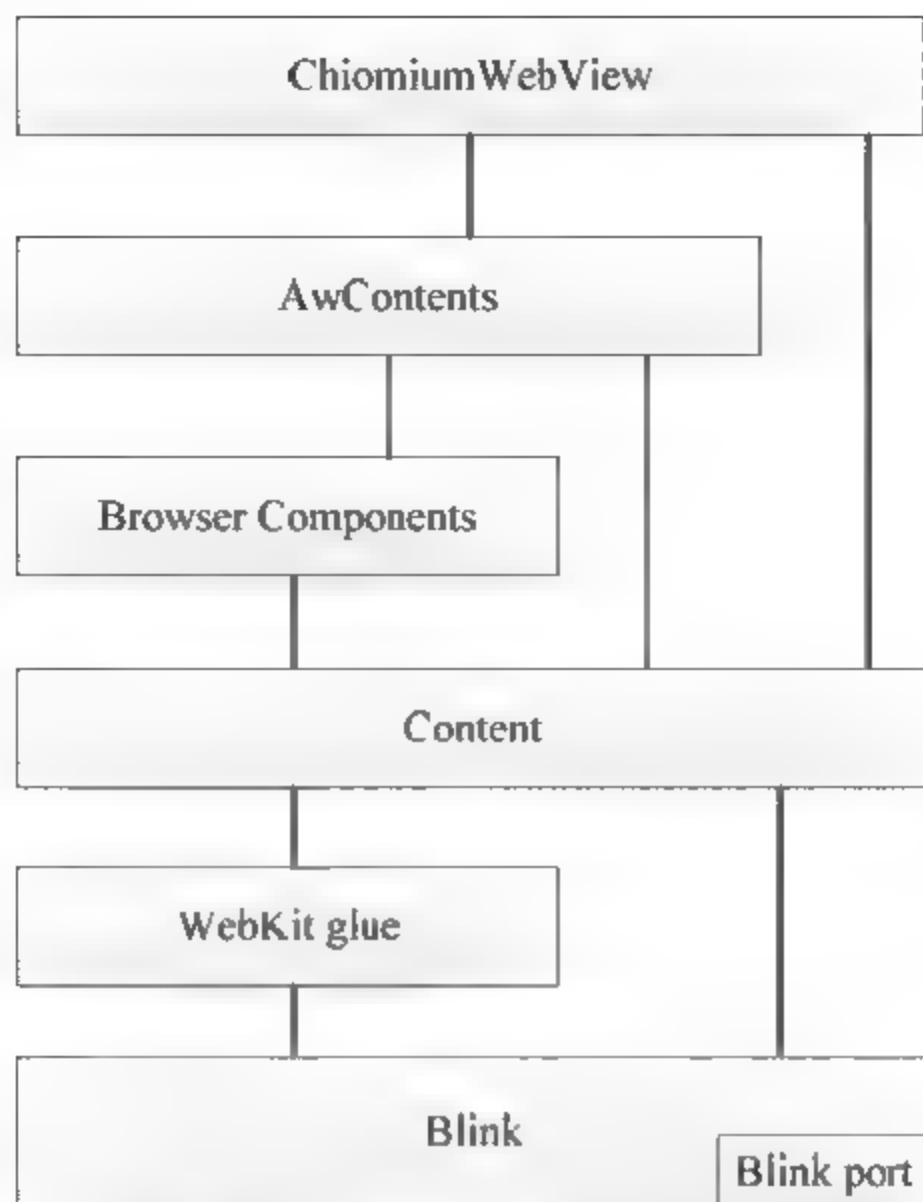 ChiomiumWebView
AwContents
Browser Components
Content
WebKit glue
Blink
Blink port